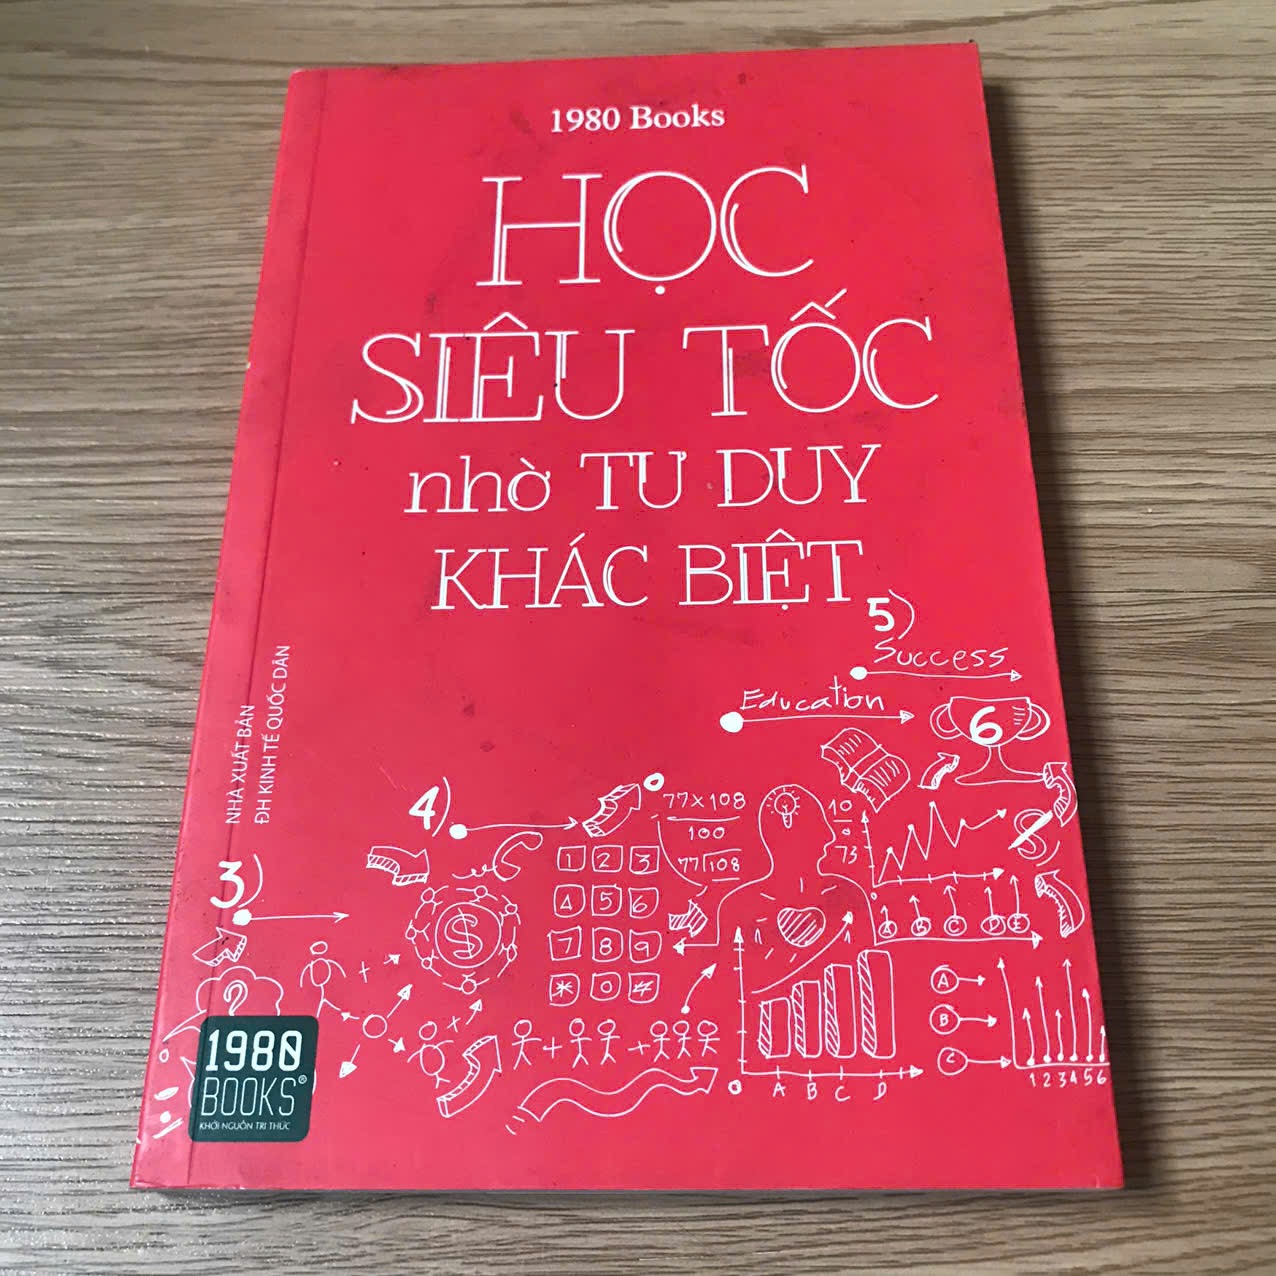 1980 Books
HỌC
SIÊU TỐC
nhờ TƯ DUY
KHÁC BIỆT
NHÀ XUẤT BẢN
ĐH KINH TẾ QUỐC DÂN
5)
Success
Education
6
4)
77 x 108
100
77 108
10
0
73
3)
1 2 3
4 5 6
7 8 9
* 0 #
$
$
?
A B C D E
A
B
C
1 2 3 4 5 6
A B C D
+ +
1980
BOOKS®
KHƠI NGUỒN TRI THỨC